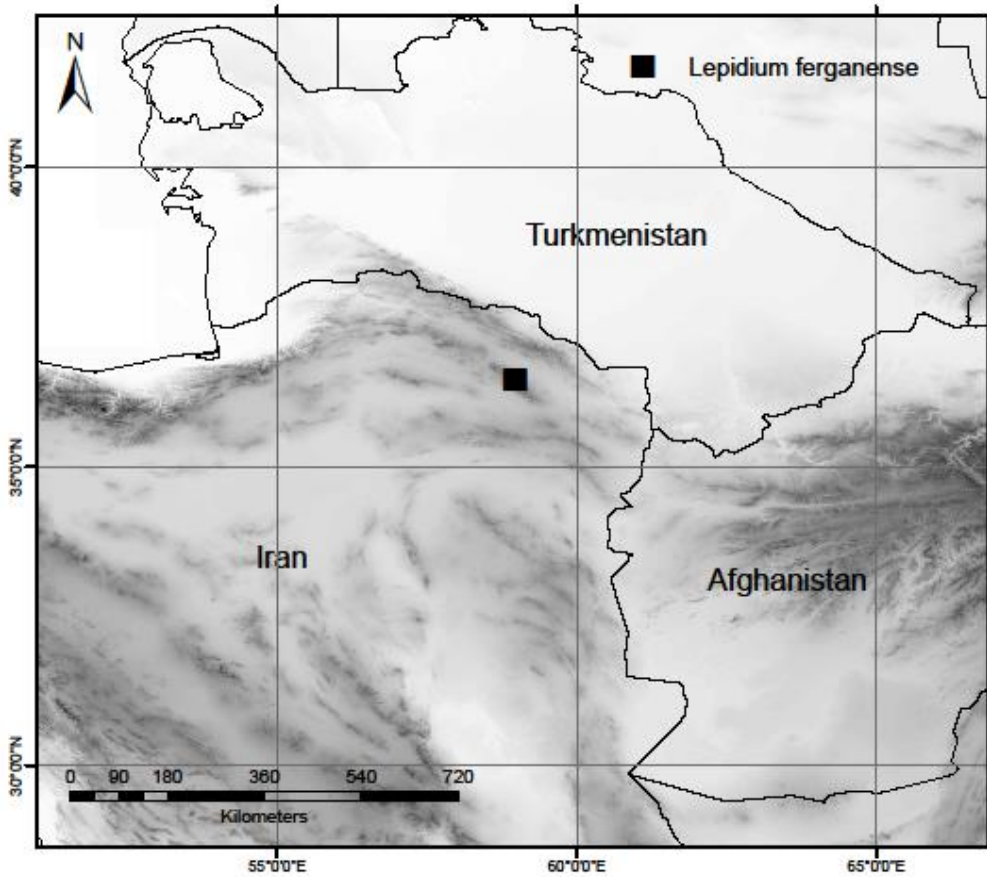 N
Lepidium ferganense
40°0'0"N
Turkmenistan
35°0'0"N
Iran
Afghanistan
0 90 180 360 540 720
30°0'0"N
Kilometers
55°0'0"E 60°0'0"E 65°0'0"E